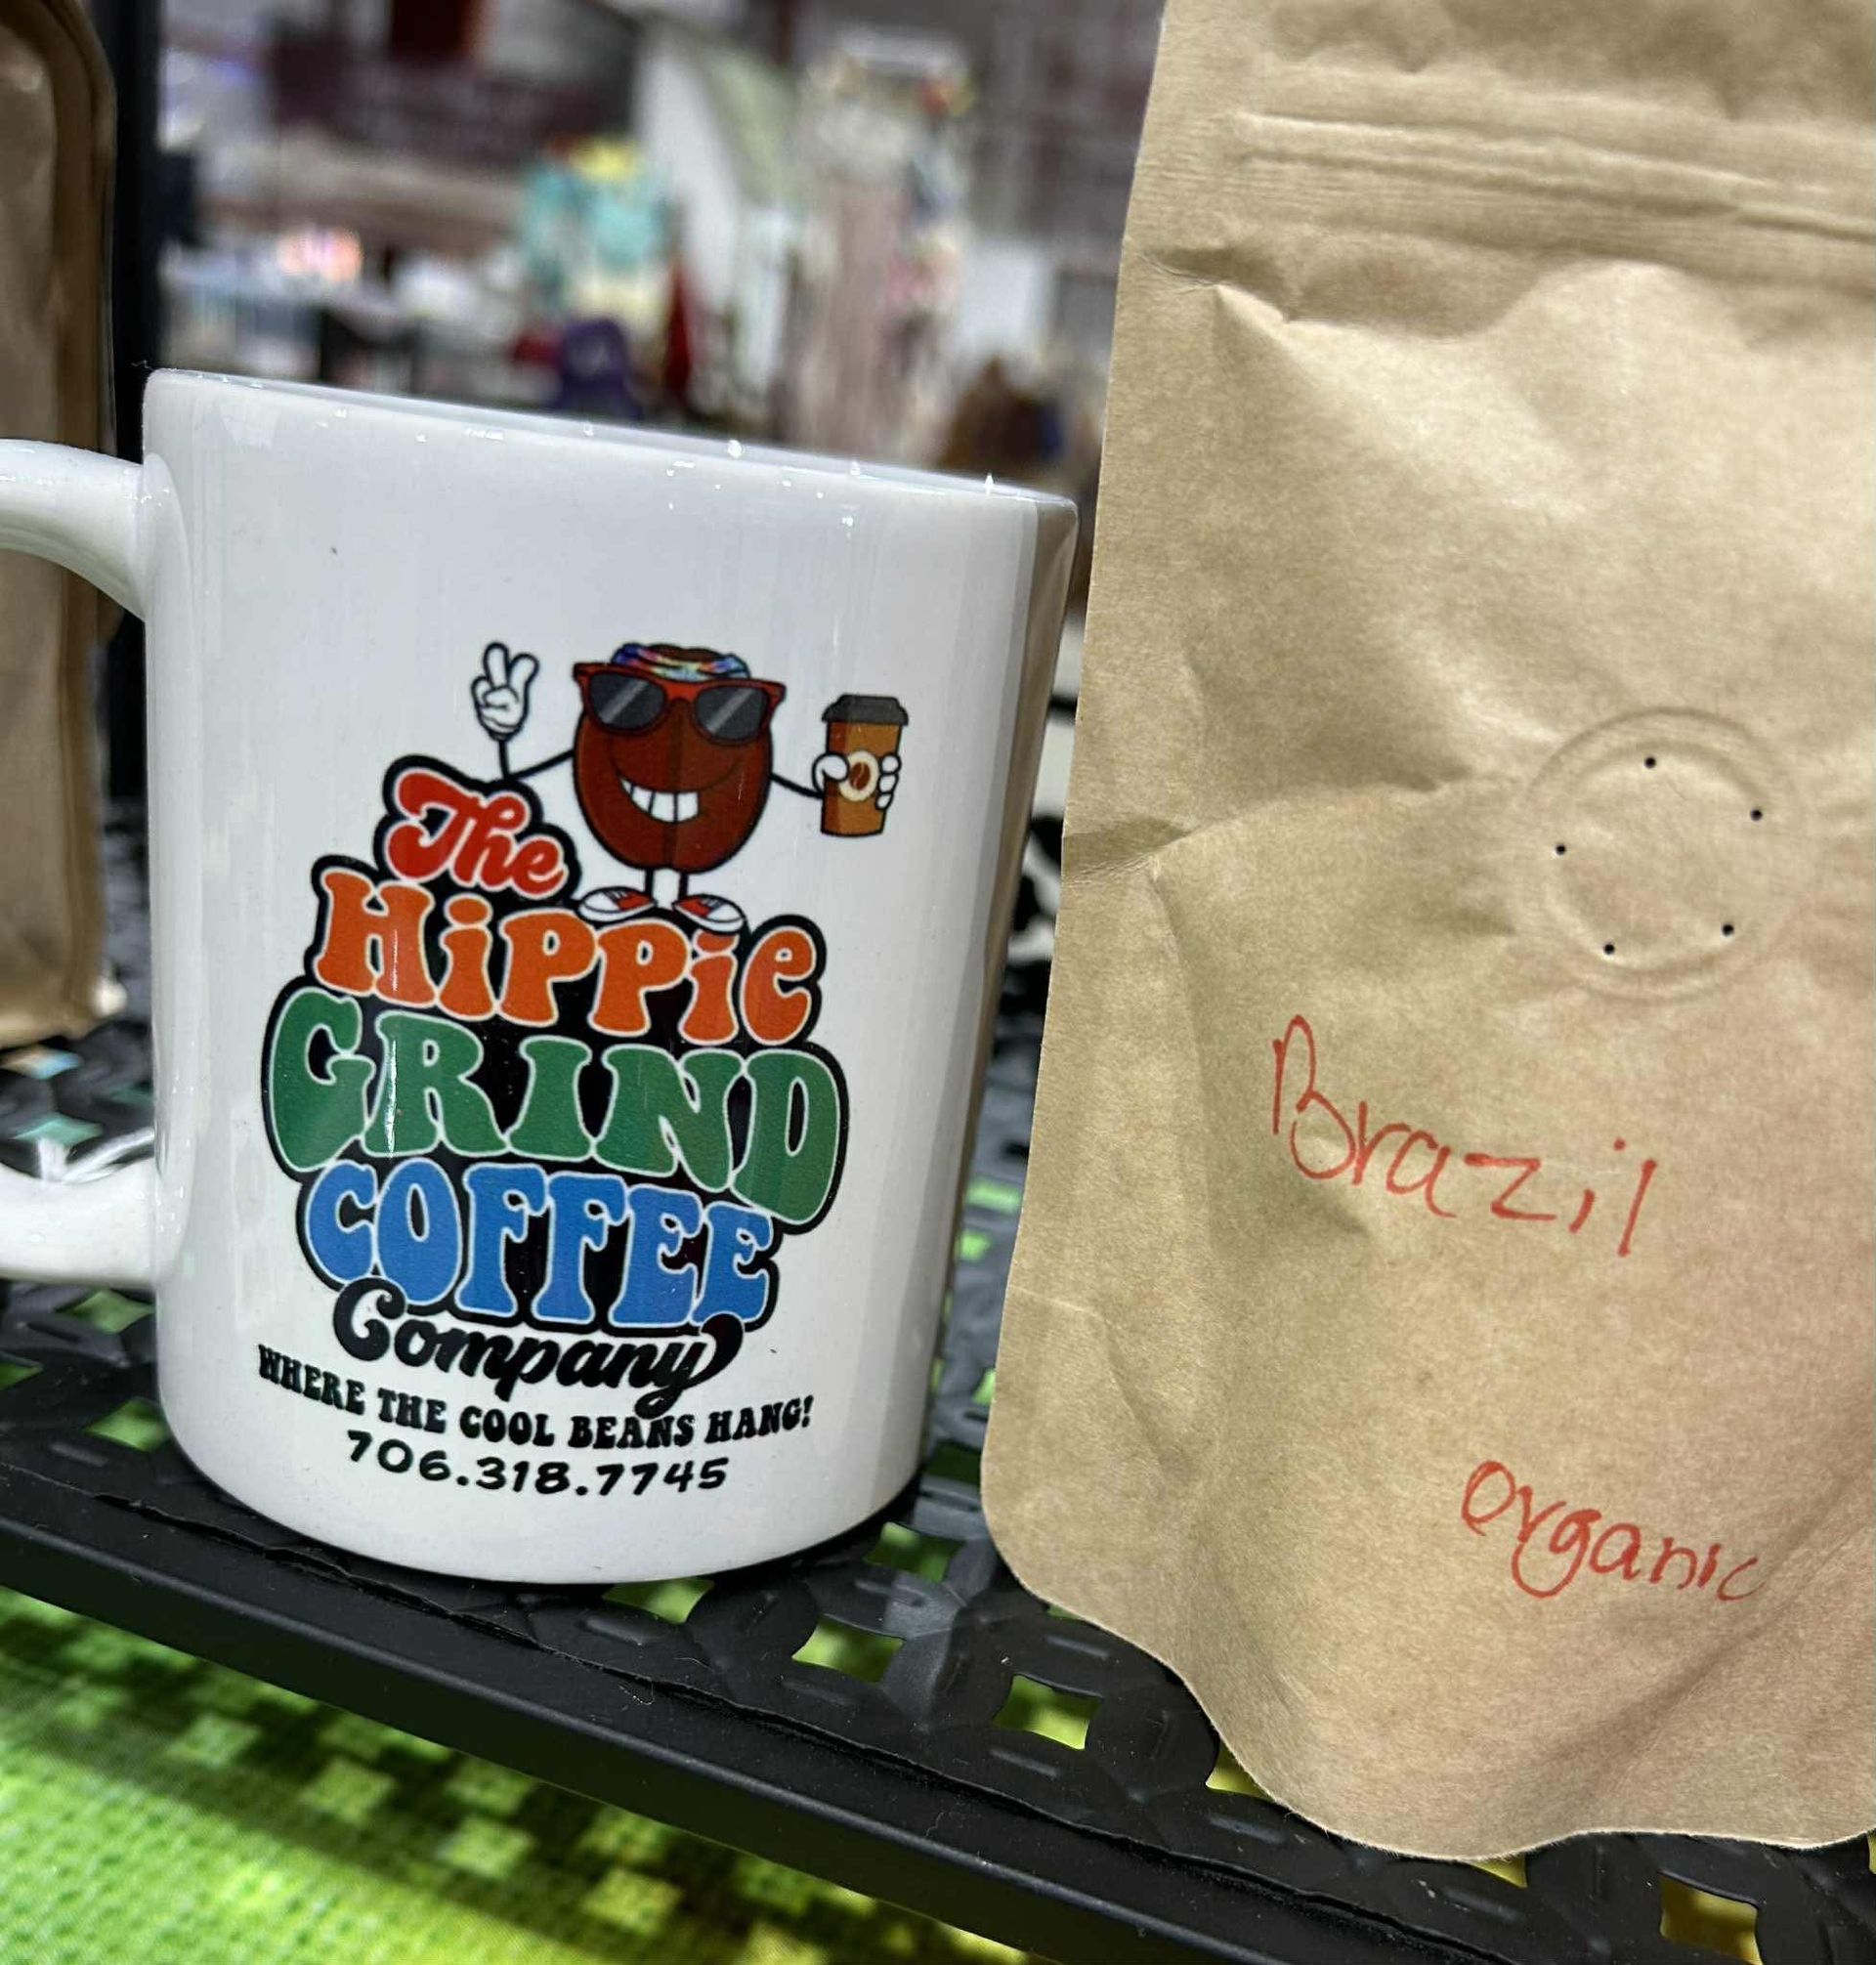 The
HiPPie
GRIND
COFFEE
Company
WHERE THE COOL BEANS HANG!
706.318.7745
Brazil
organic